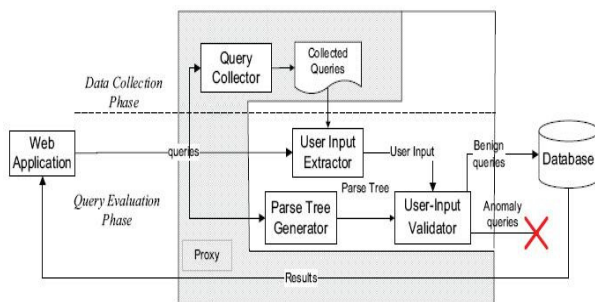 Query
Collector
Collected
Queries
Data Collection
Phase
Web
Application
queries
User Input
Extractor
User Input
Benign
queries
Database
Query Evaluation
Phase
Parse Tree
Generator
Parse Tree
User-Input
Validator
Anomaly
queries
Proxy
Results